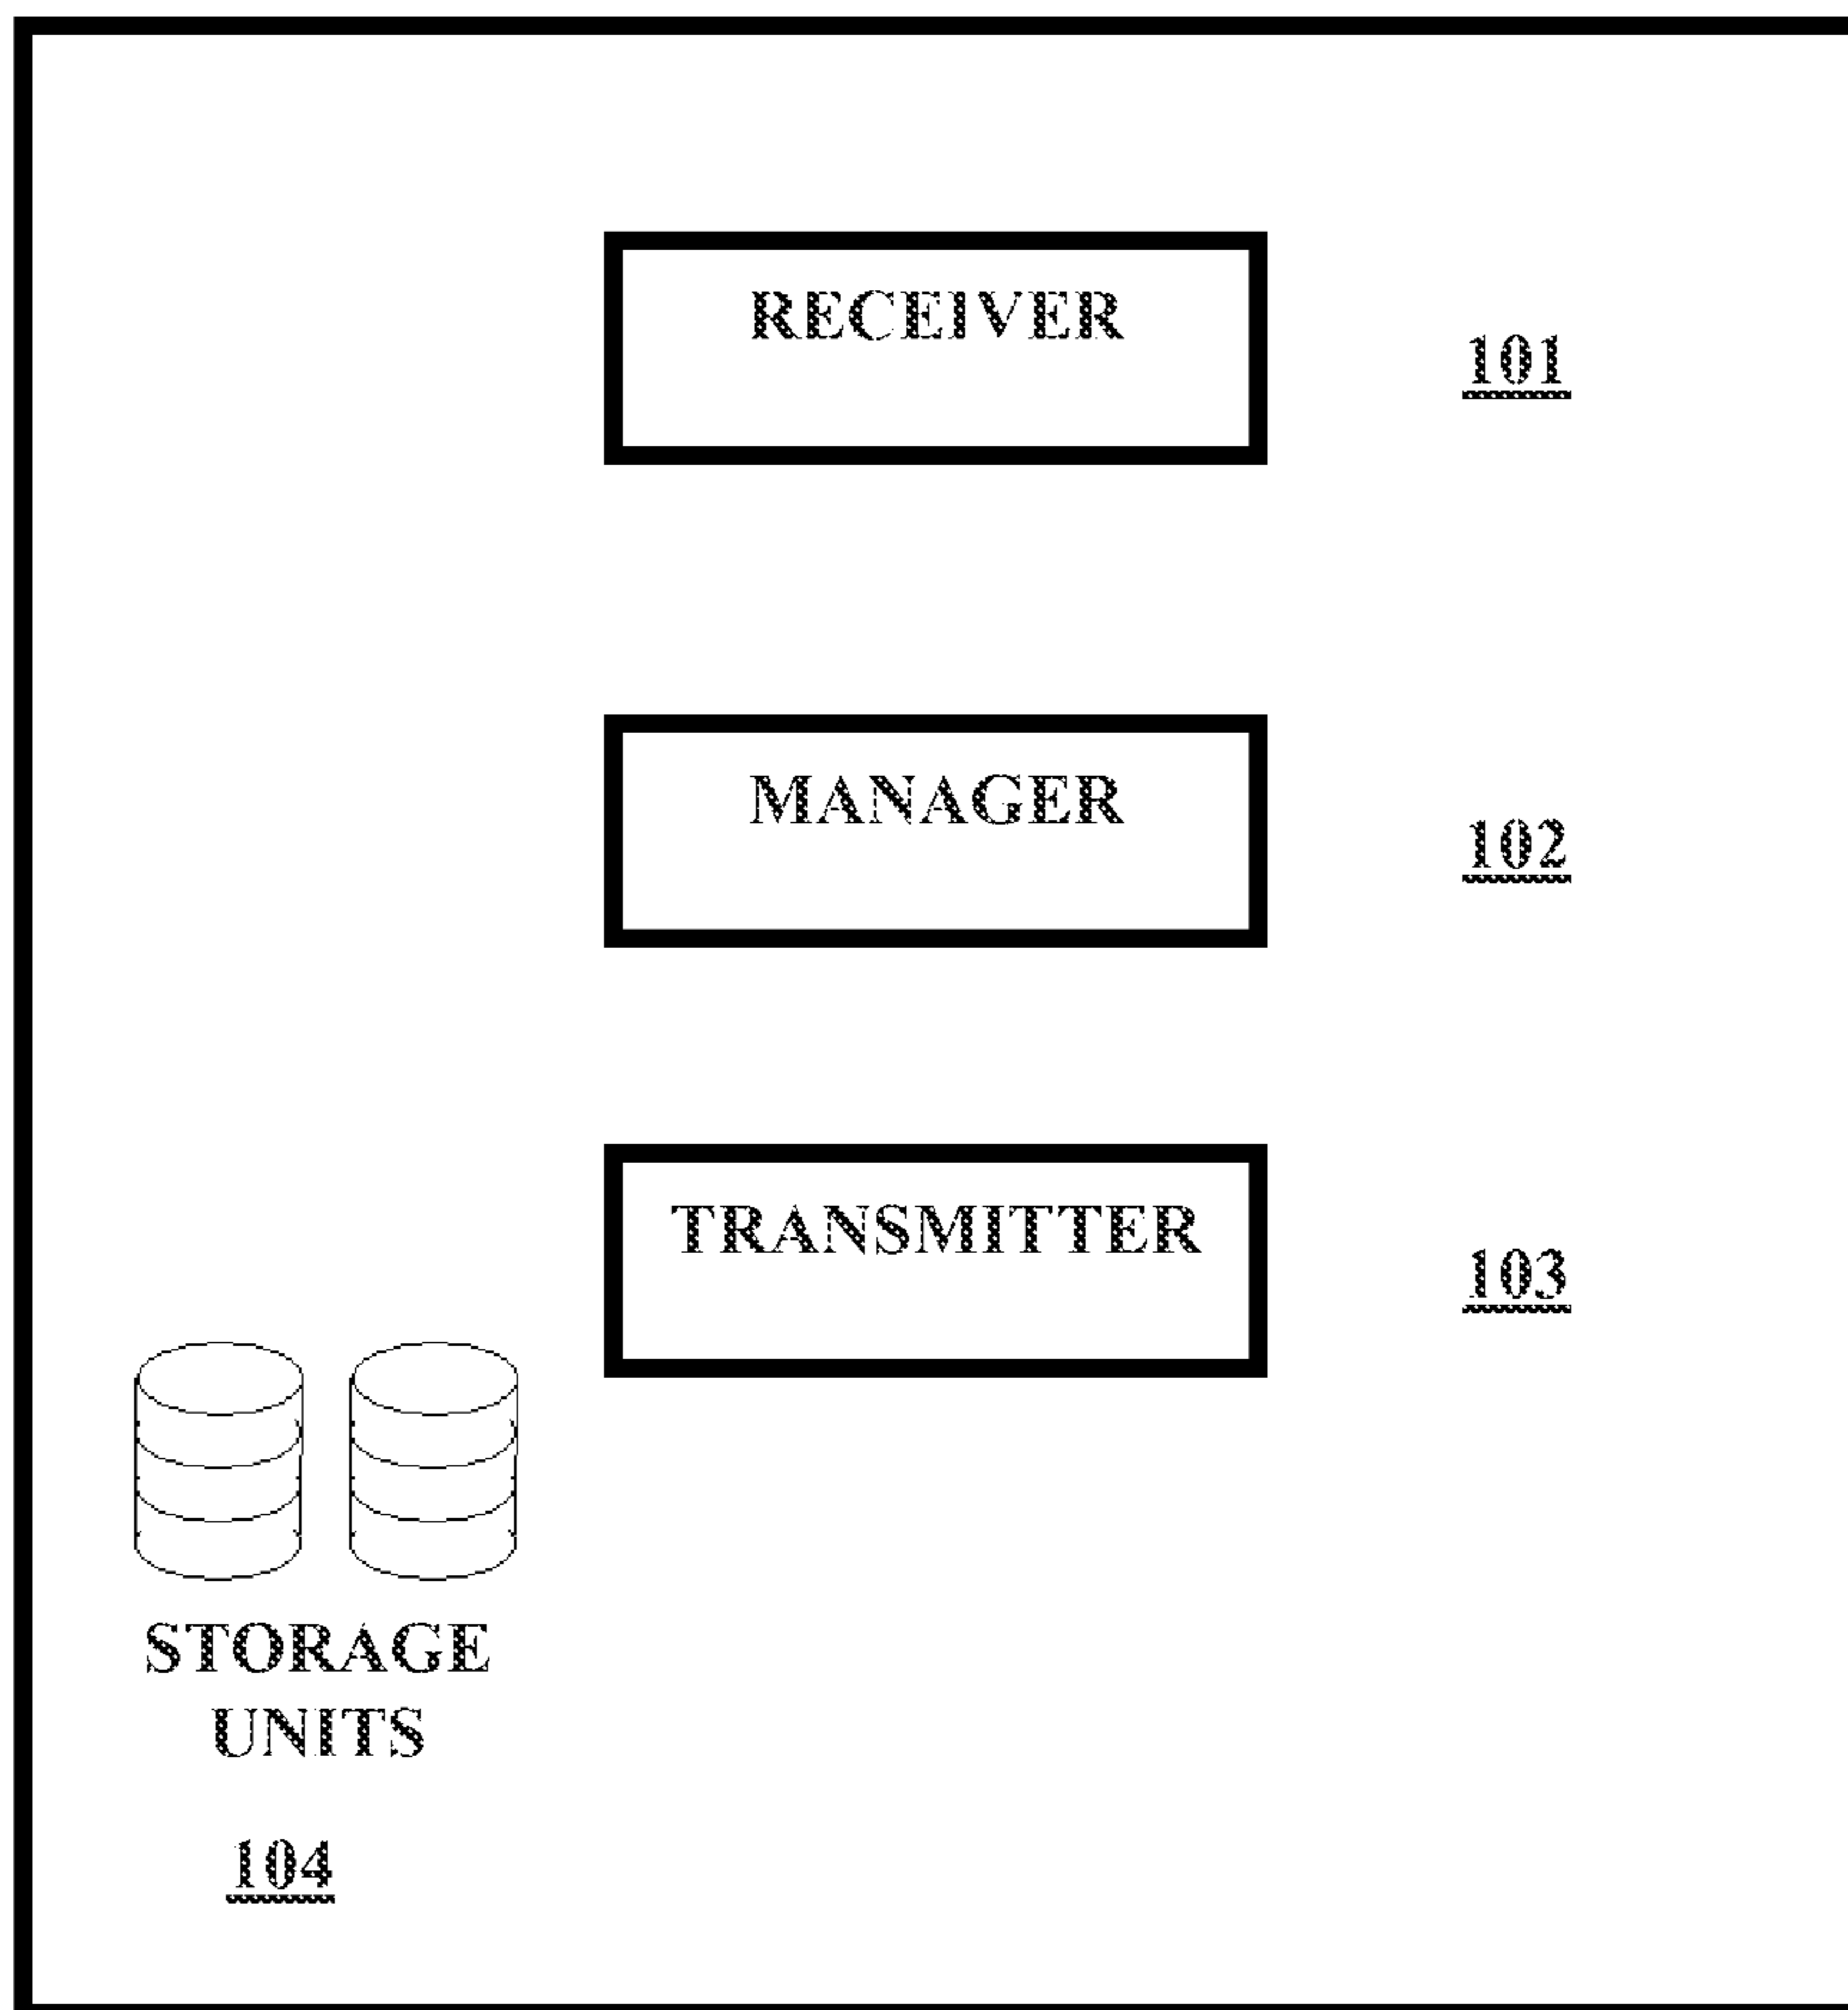 RECEIVER
101
MANAGER
102
TRANSMITTER
103
STORAGE
UNITS
104